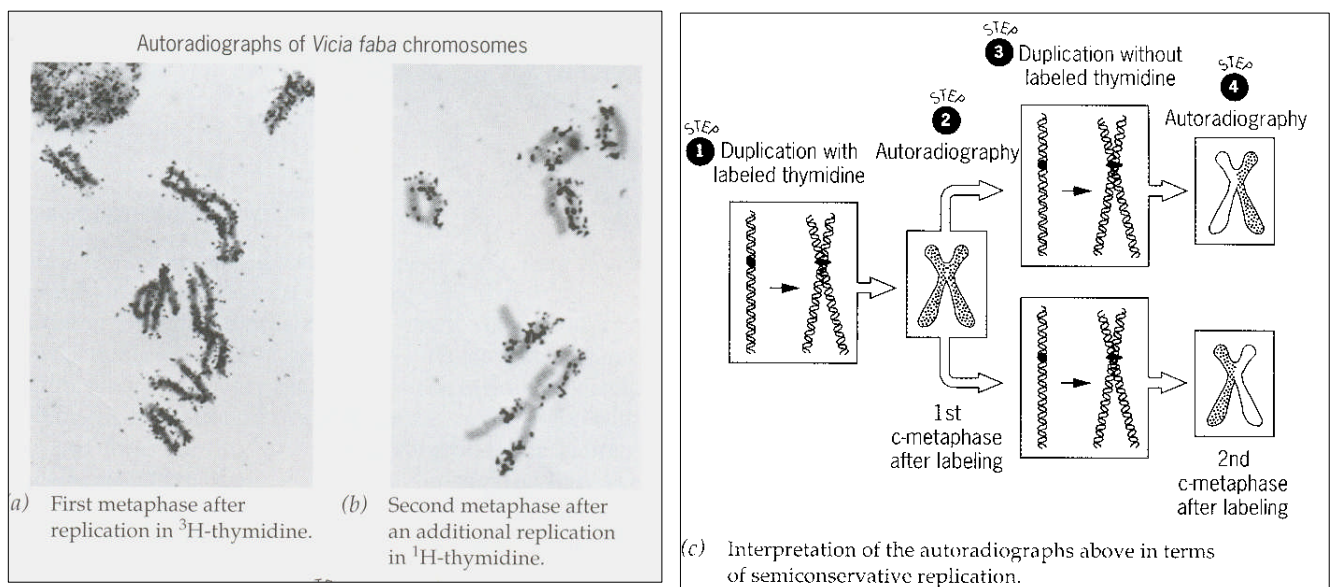 Autoradiographs of Vicia faba chromosomes
(a) First metaphase after
replication in ³H-thymidine.
(b) Second metaphase after
an additional replication
in ¹H-thymidine.
STEP
1 Duplication with
labeled thymidine
STEP
2
Autoradiography
1st
c-metaphase
after labeling
STEP
3 Duplication without
labeled thymidine
STEP
4
Autoradiography
2nd
c-metaphase
after labeling
(c) Interpretation of the autoradiographs above in terms
of semiconservative replication.